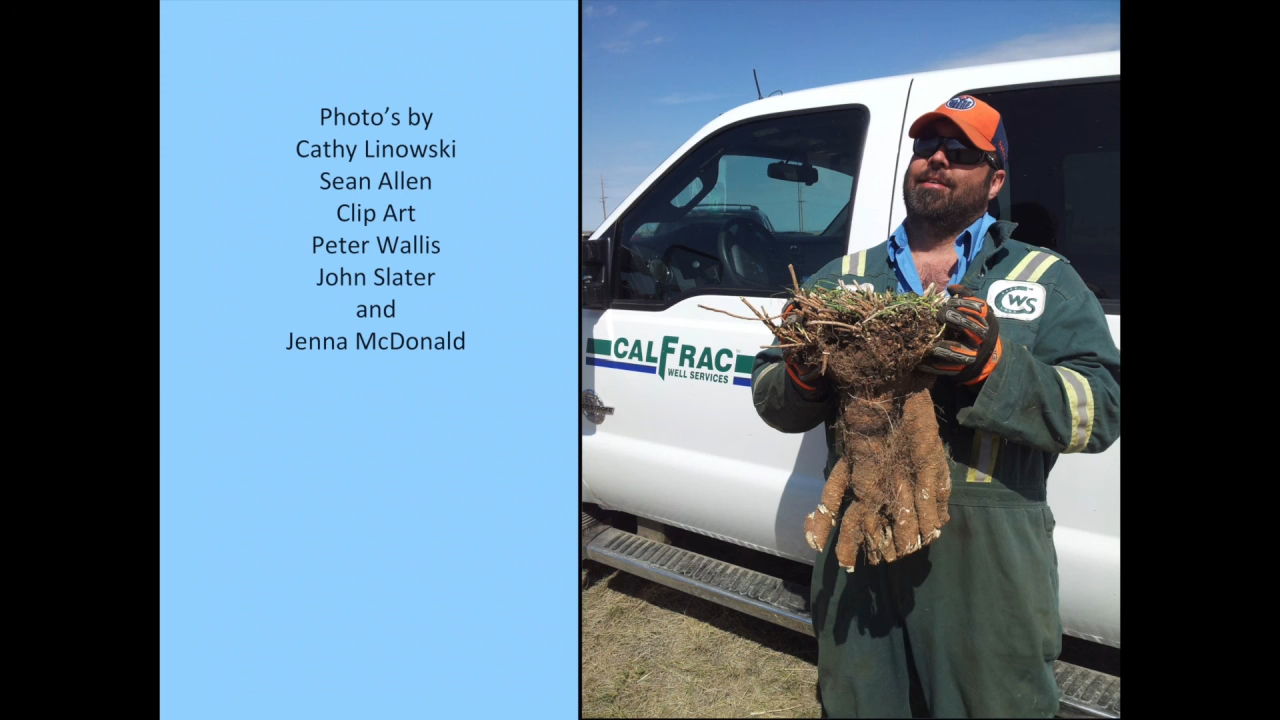 Photo's by
Cathy Linowski
Sean Allen
Clip Art
Peter Wallis
John Slater
and
Jenna McDonald
CALFRAC
WELL SERVICES
CWS